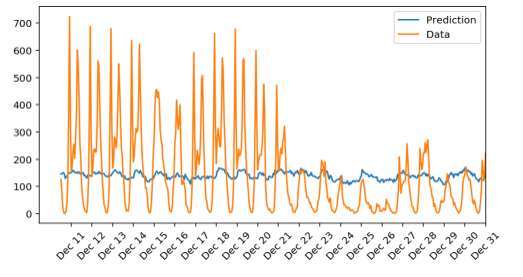 Prediction
Data
700
600
500
400
300
200
100
0
Dec 11
Dec 12
Dec 13
Dec 14
Dec 15
Dec 16
Dec 17
Dec 18
Dec 19
Dec 20
Dec 21
Dec 22
Dec 23
Dec 24
Dec 25
Dec 26
Dec 27
Dec 28
Dec 29
Dec 30
Dec 31